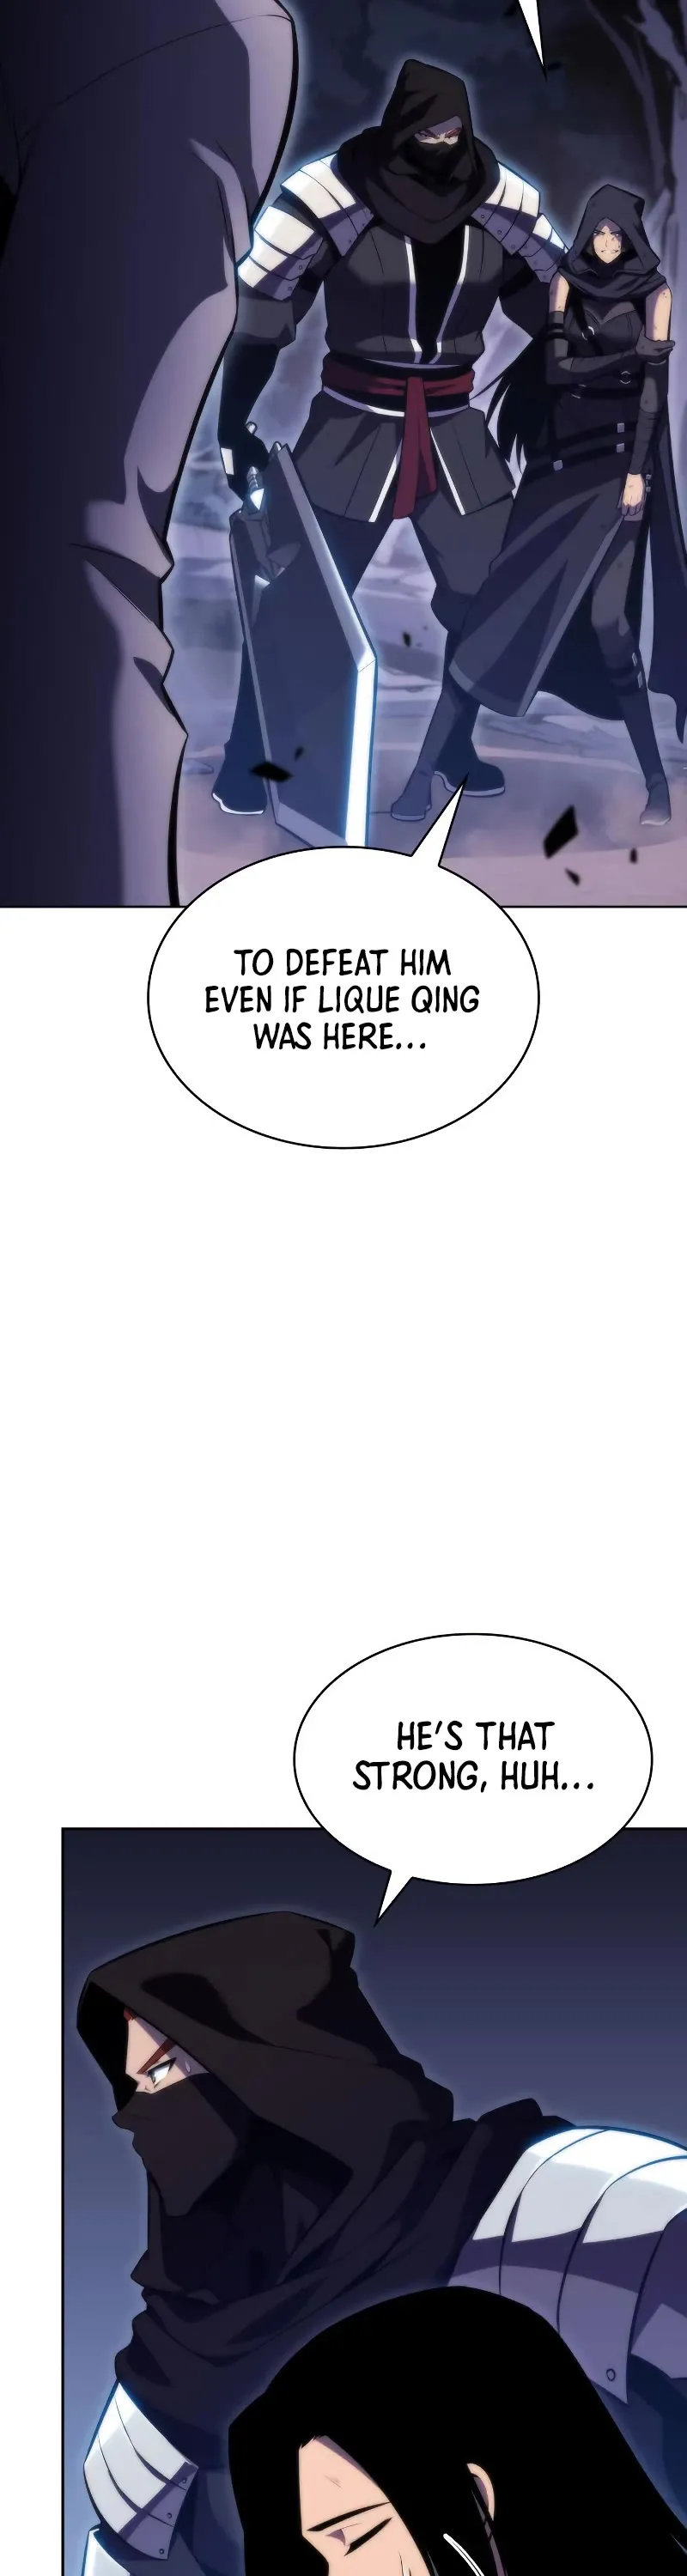 TO DEFEAT HIM
EVEN IF LIQUE QING
WAS HERE...
HE'S THAT
STRONG, HUH...